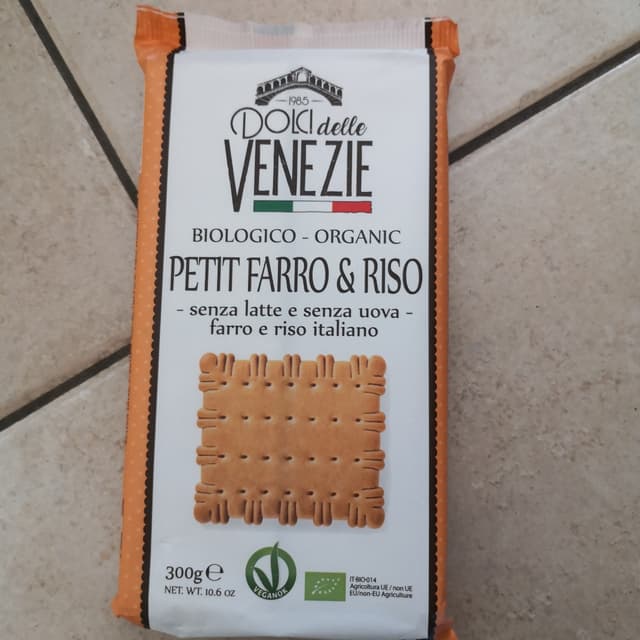 1985
DOLCI delle
VENEZIE
BIOLOGICO - ORGANIC
PETIT FARRO & RISO
- senza latte e senza uova -
farro e riso italiano
300g ℮
NET. WT. 10.6 OZ
VEGANOK
IT-BIO-014
Agricoltura UE / non UE
EU/non-EU Agriculture